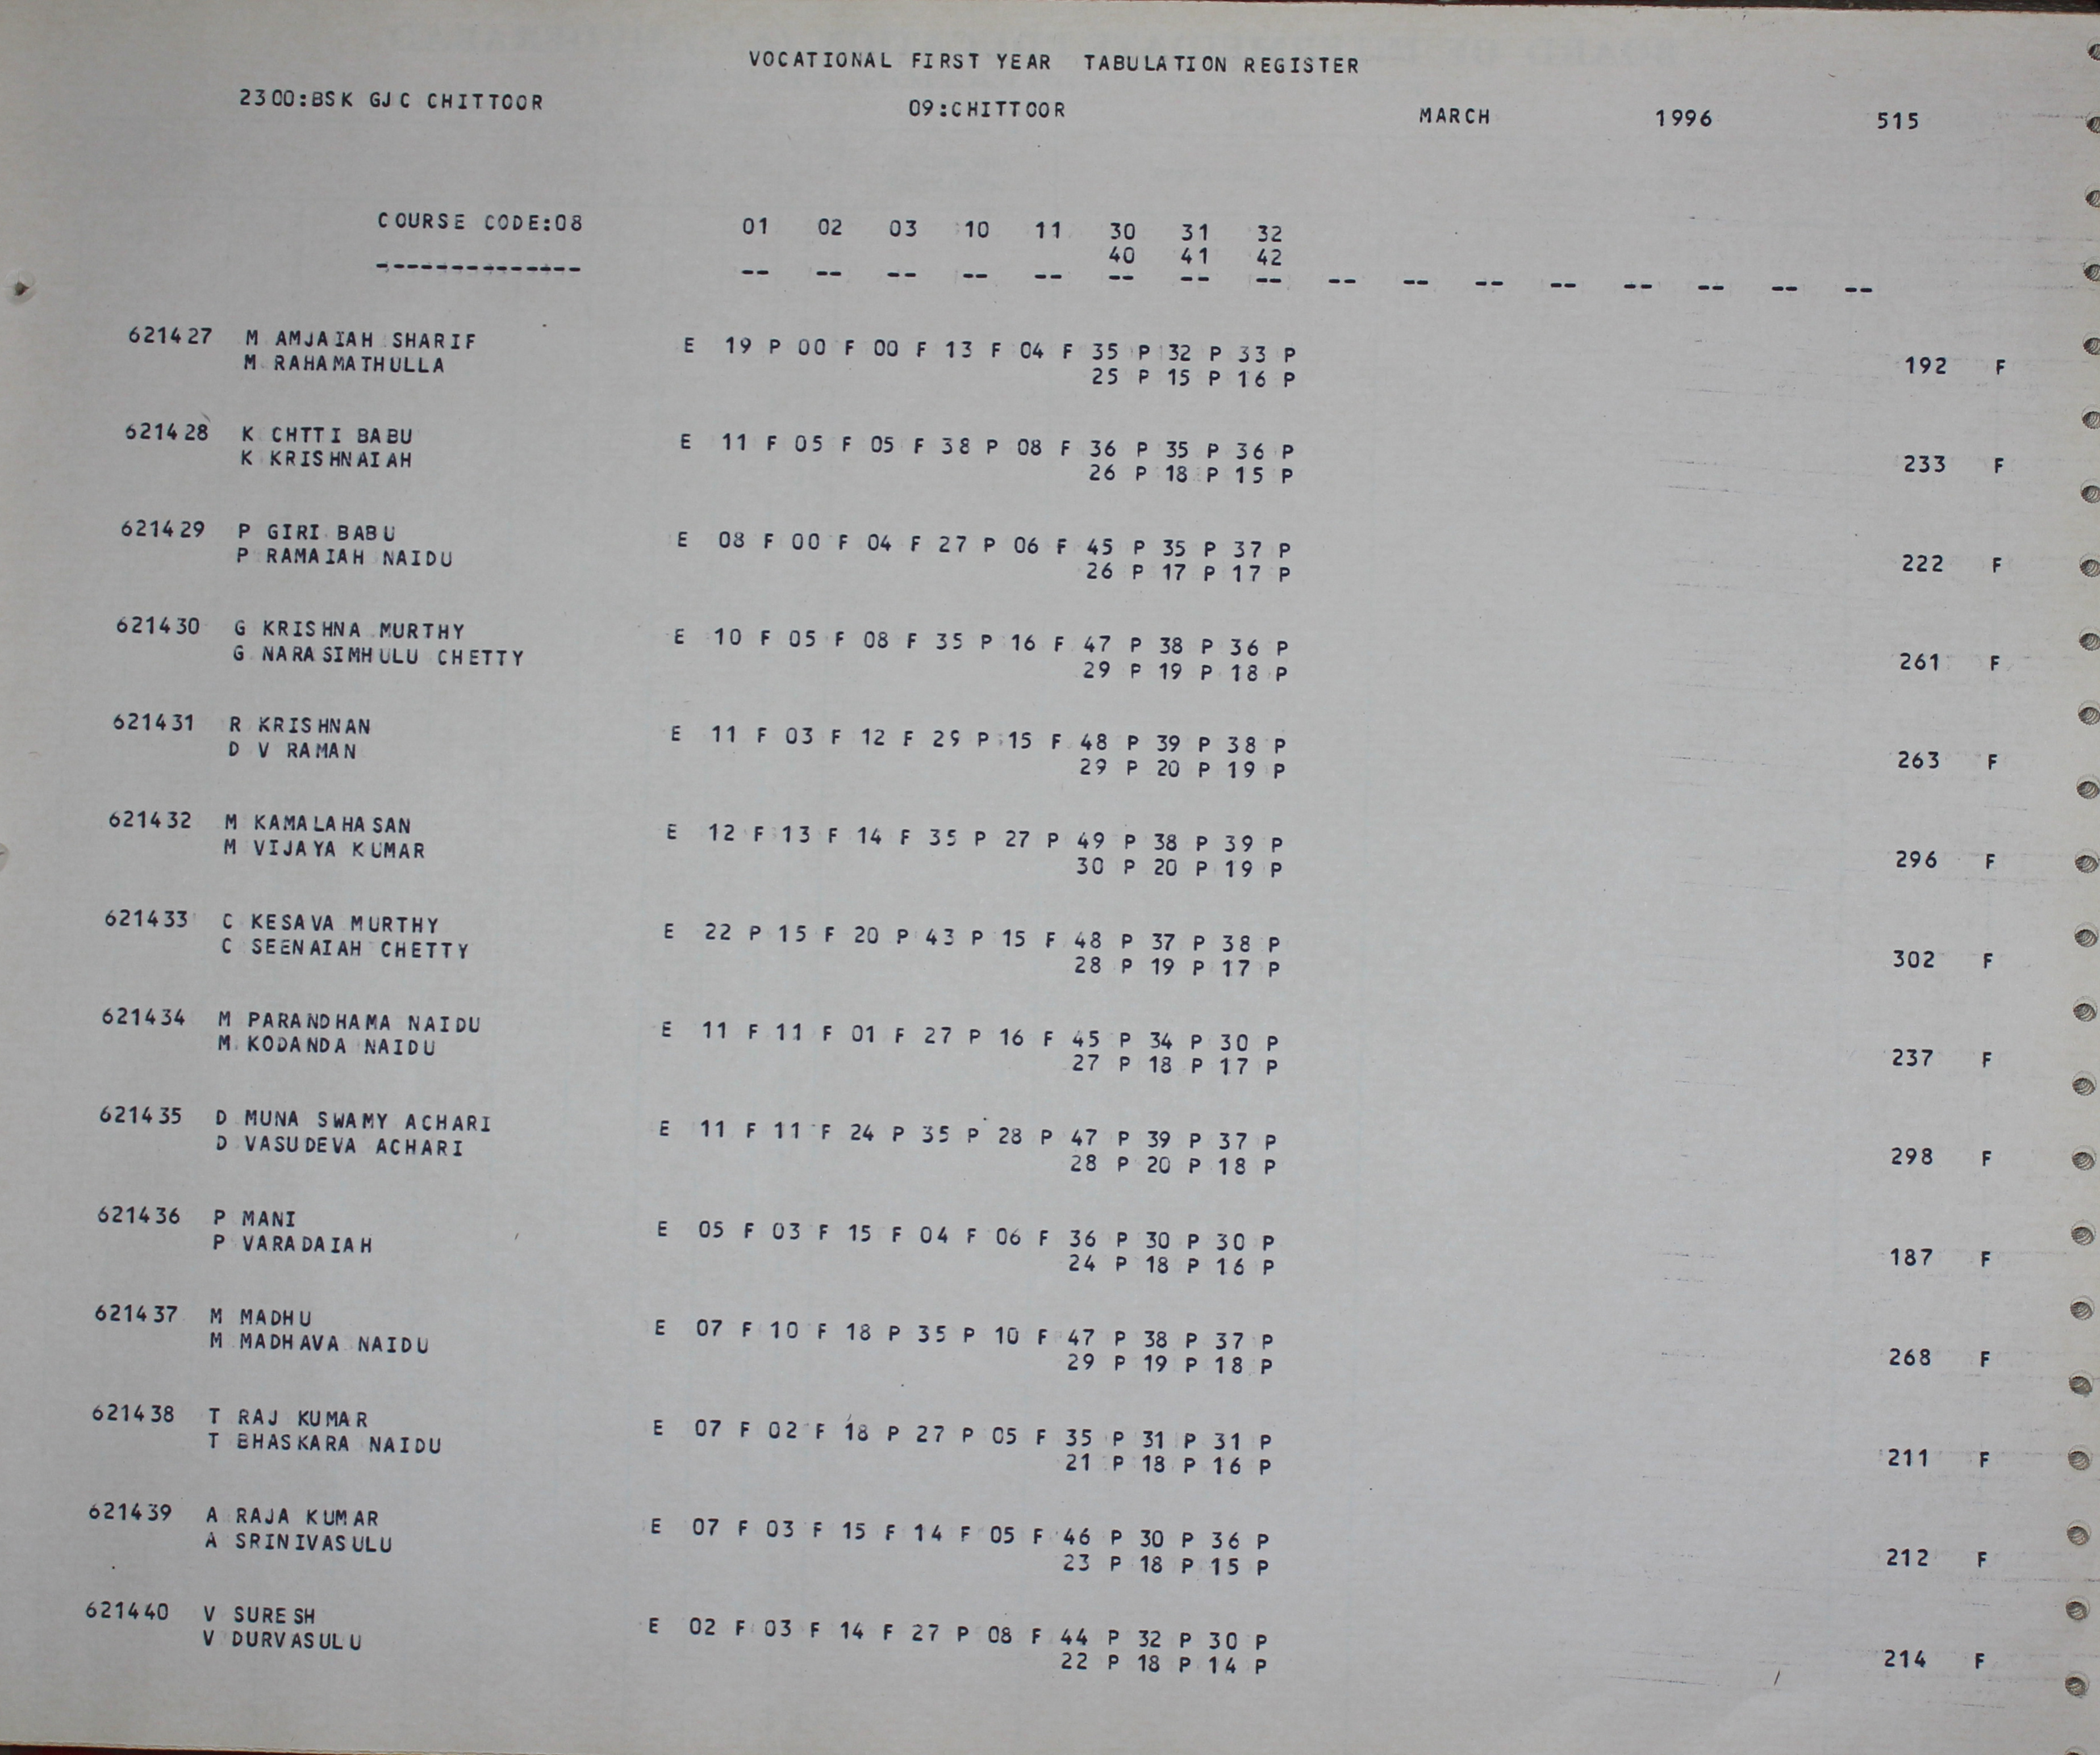 VOCATIONAL FIRST YEAR TABULATION REGISTER
2300:BSK GJC CHITTOOR 09:CHITTOOR MARCH 1996 515
COURSE CODE:08 01 02 03 10 11 30 31 32
40 41 42
-------------- -- -- -- -- -- -- -- -- -- -- -- -- -- -- -- --
621427 M AMJAIAH SHARIF E 19 P 00 F 00 F 13 F 04 F 35 P 32 P 33 P
M RAHAMATHULLA 25 P 15 P 16 P 192 F
621428 K CHTTI BABU E 11 F 05 F 05 F 38 P 08 F 36 P 35 P 36 P
K KRISHNAIAH 26 P 18 P 15 P 233 F
621429 P GIRI BABU E 08 F 00 F 04 F 27 P 06 F 45 P 35 P 37 P
P RAMAIAH NAIDU 26 P 17 P 17 P 222 F
621430 G KRISHNA MURTHY E 10 F 05 F 08 F 35 P 16 F 47 P 38 P 36 P
G NARASIMHULU CHETTY 29 P 19 P 18 P 261 F
621431 R KRISHNAN E 11 F 03 F 12 F 29 P 15 F 48 P 39 P 38 P
D V RAMAN 29 P 20 P 19 P 263 F
621432 M KAMALAHASAN E 12 F 13 F 14 F 35 P 27 P 49 P 38 P 39 P
M VIJAYA KUMAR 30 P 20 P 19 P 296 F
621433 C KESAVA MURTHY E 22 P 15 F 20 P 43 P 15 F 48 P 37 P 38 P
C SEENAIAH CHETTY 28 P 19 P 17 P 302 F
621434 M PARANDHAMA NAIDU E 11 F 11 F 01 F 27 P 16 F 45 P 34 P 30 P
M KODANDA NAIDU 27 P 18 P 17 P 237 F
621435 D MUNA SWAMY ACHARI E 11 F 11 F 24 P 35 P 28 P 47 P 39 P 37 P
D VASUDEVA ACHARI 28 P 20 P 18 P 298 F
621436 P MANI E 05 F 03 F 15 F 04 F 06 F 36 P 30 P 30 P
P VARADAIAH 24 P 18 P 16 P 187 F
621437 M MADHU E 07 F 10 F 18 P 35 P 10 F 47 P 38 P 37 P
M MADHAVA NAIDU 29 P 19 P 18 P 268 F
621438 T RAJ KUMAR E 07 F 02 F 18 P 27 P 05 F 35 P 31 P 31 P
T BHASKARA NAIDU 21 P 18 P 16 P 211 F
621439 A RAJA KUMAR E 07 F 03 F 15 F 14 F 05 F 46 P 30 P 36 P
A SRINIVASULU 23 P 18 P 15 P 212 F
621440 V SURESH E 02 F 03 F 14 F 27 P 08 F 44 P 32 P 30 P
V DURVASULU 22 P 18 P 14 P 214 F